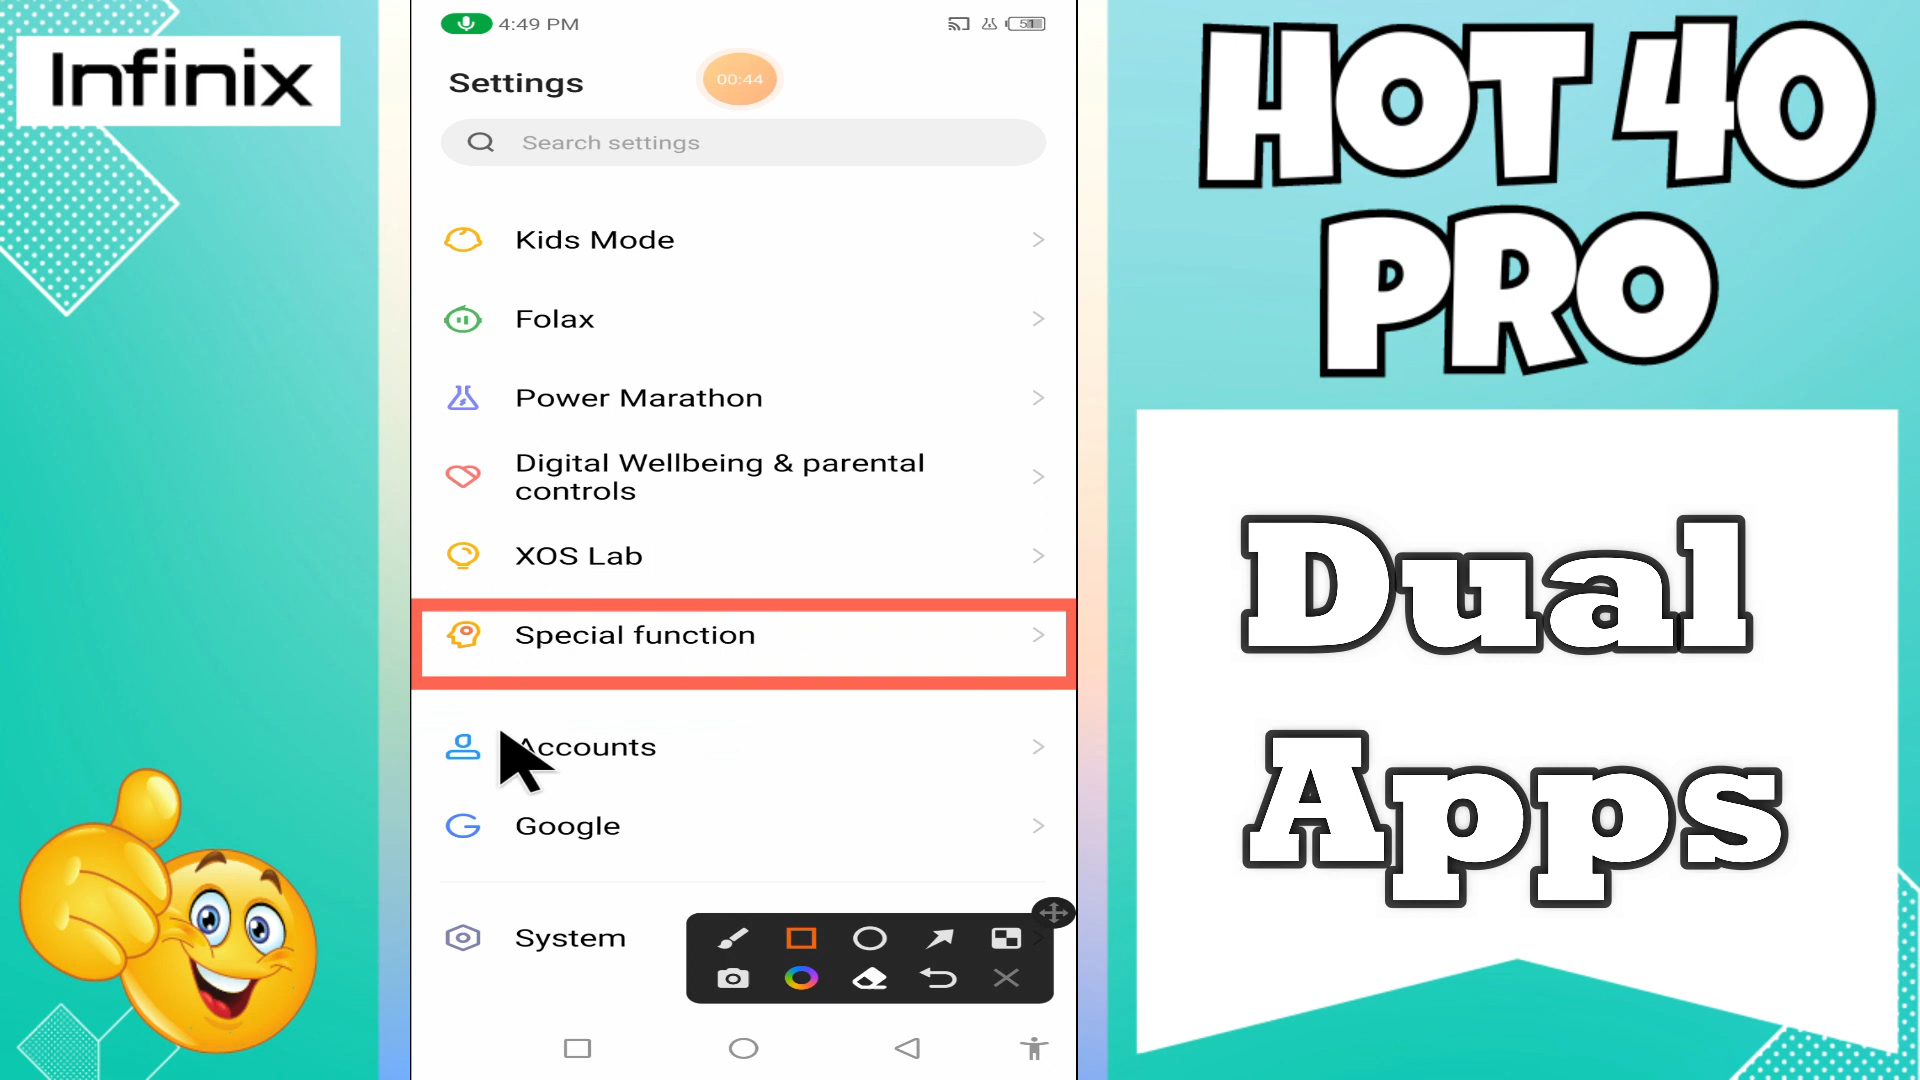 Infinix
4:49 PM
51
Settings
00:44
Search settings
Kids Mode
Folax
Power Marathon
Digital Wellbeing & parental
controls
XOS Lab
Special function
Accounts
Google
System
HOT 40
PRO
Dual
Apps